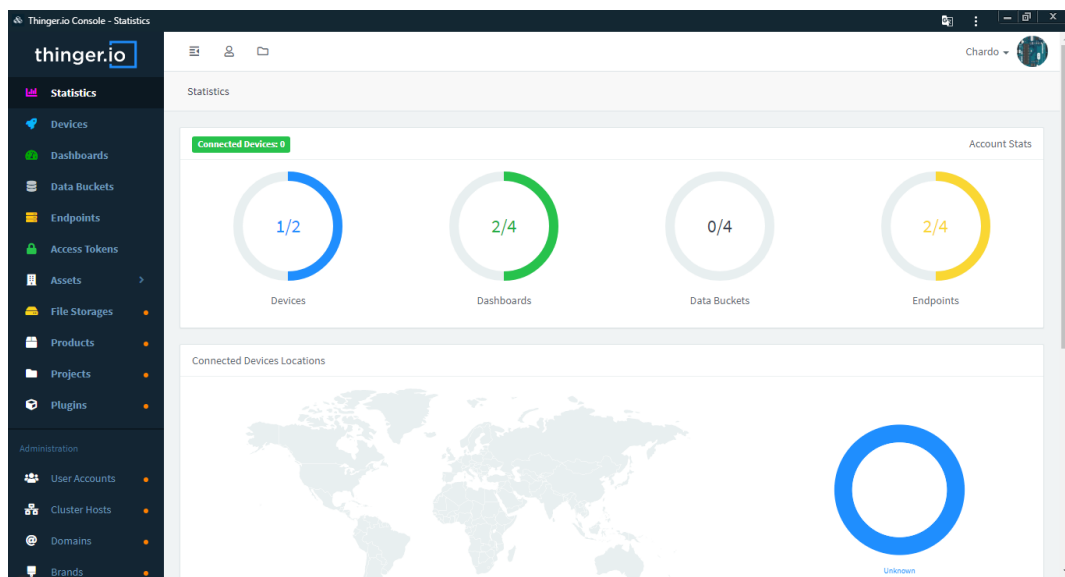 Thinger.io Console - Statistics
thinger.io
Chardo
Statistics
Devices
Dashboards
Data Buckets
Endpoints
Access Tokens
Assets
File Storages
Products
Projects
Plugins
Administration
User Accounts
Cluster Hosts
Domains
Brands
Statistics
Connected Devices: 0
Account Stats
1/2
2/4
0/4
2/4
Devices
Dashboards
Data Buckets
Endpoints
Connected Devices Locations
Unknown